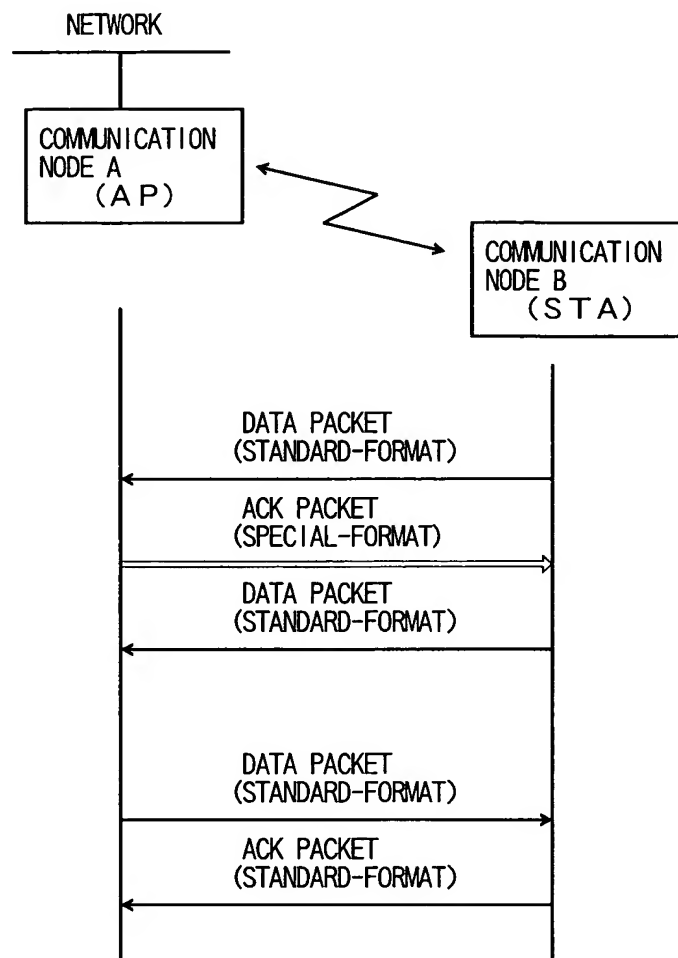 NETWORK
COMMUNICATION
NODE A
(AP)
COMMUNICATION
NODE B
(STA)
DATA PACKET
(STANDARD-FORMAT)
ACK PACKET
(SPECIAL-FORMAT)
DATA PACKET
(STANDARD-FORMAT)
DATA PACKET
(STANDARD-FORMAT)
ACK PACKET
(STANDARD-FORMAT)